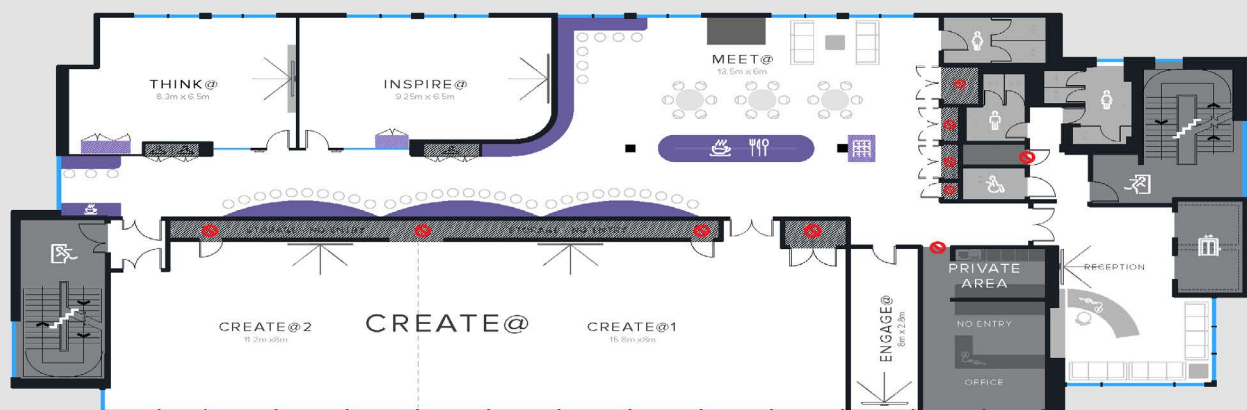 THINK@
8.3m x 6.5m
INSPIRE@
9.25m x 6.5m
MEET@
13.5m x 6m
STORAGE - NO ENTRY
STORAGE - NO ENTRY
CREATE@2
11.2m x8m
CREATE@
CREATE@1
15.8m x8m
ENGAGE@
8m x 2.8m
PRIVATE
AREA
NO ENTRY
OFFICE
RECEPTION